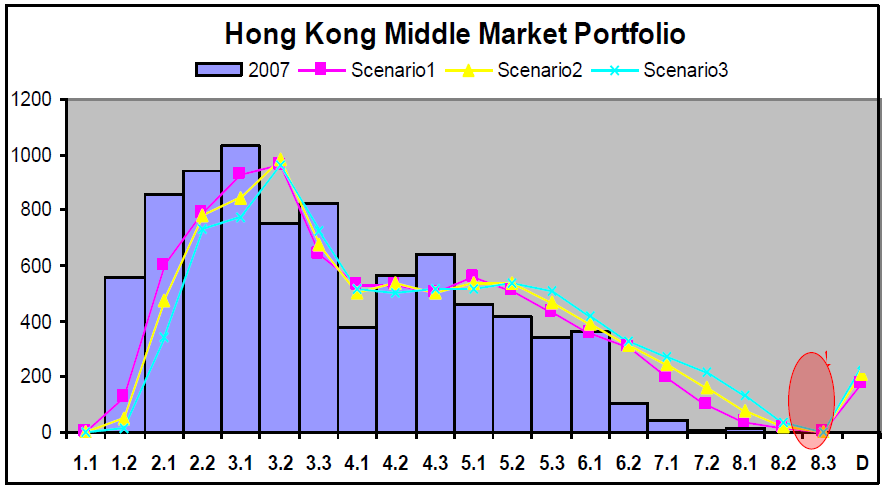 Hong Kong Middle Market Portfolio
2007 Scenario1 Scenario2 Scenario3
1200
1000
800
600
400
200
0
1.1 1.2 2.1 2.2 3.1 3.2 3.3 4.1 4.2 4.3 5.1 5.2 5.3 6.1 6.2 7.1 7.2 8.1 8.2 8.3 D